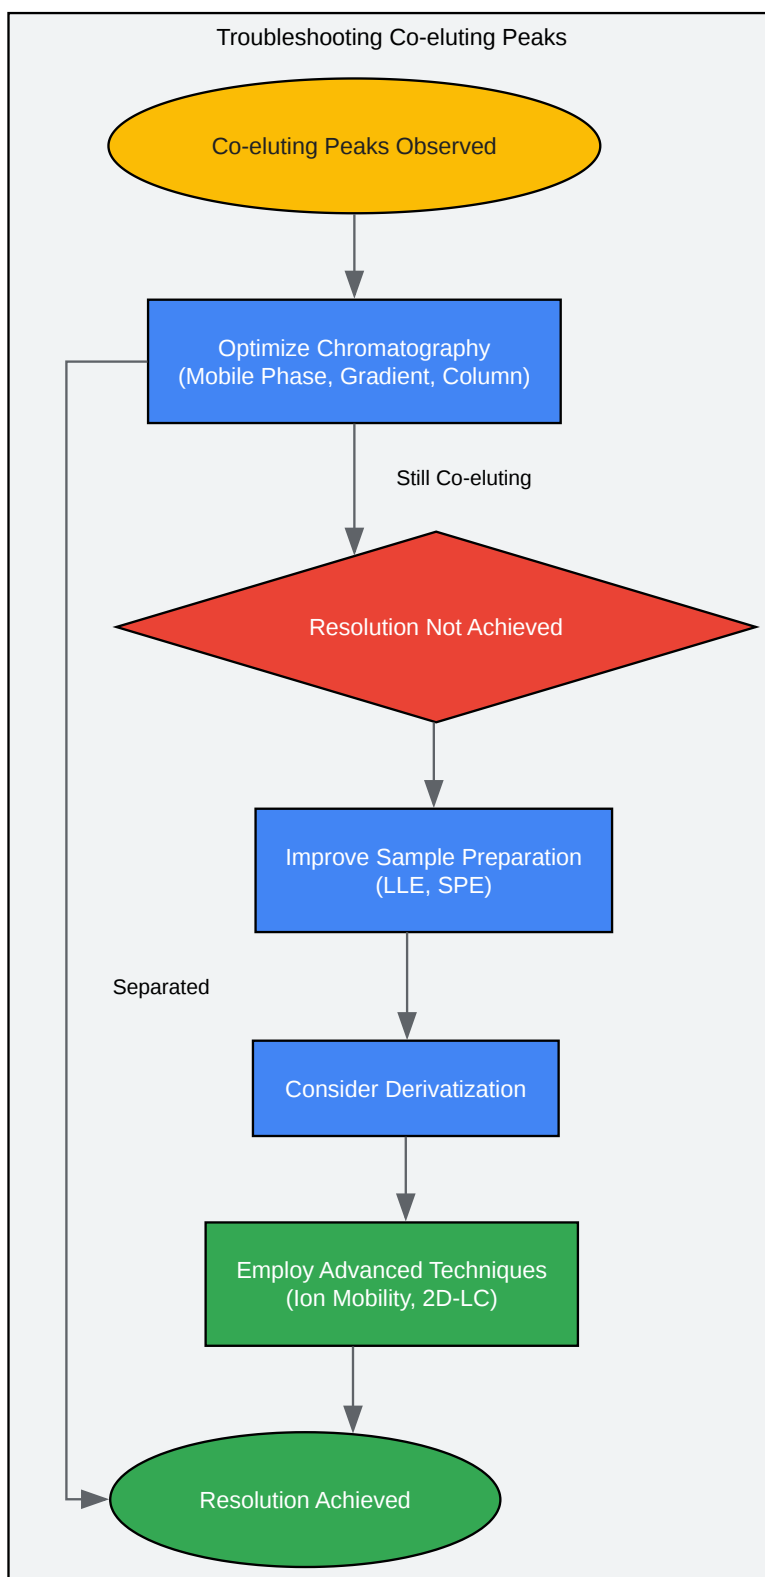 Troubleshooting Co-eluting Peaks
Co-eluting Peaks Observed
Optimize Chromatography
(Mobile Phase, Gradient, Column)
Still Co-eluting
Resolution Not Achieved
Improve Sample Preparation
(LLE, SPE)
Separated
Consider Derivatization
Employ Advanced Techniques
(Ion Mobility, 2D-LC)
Resolution Achieved